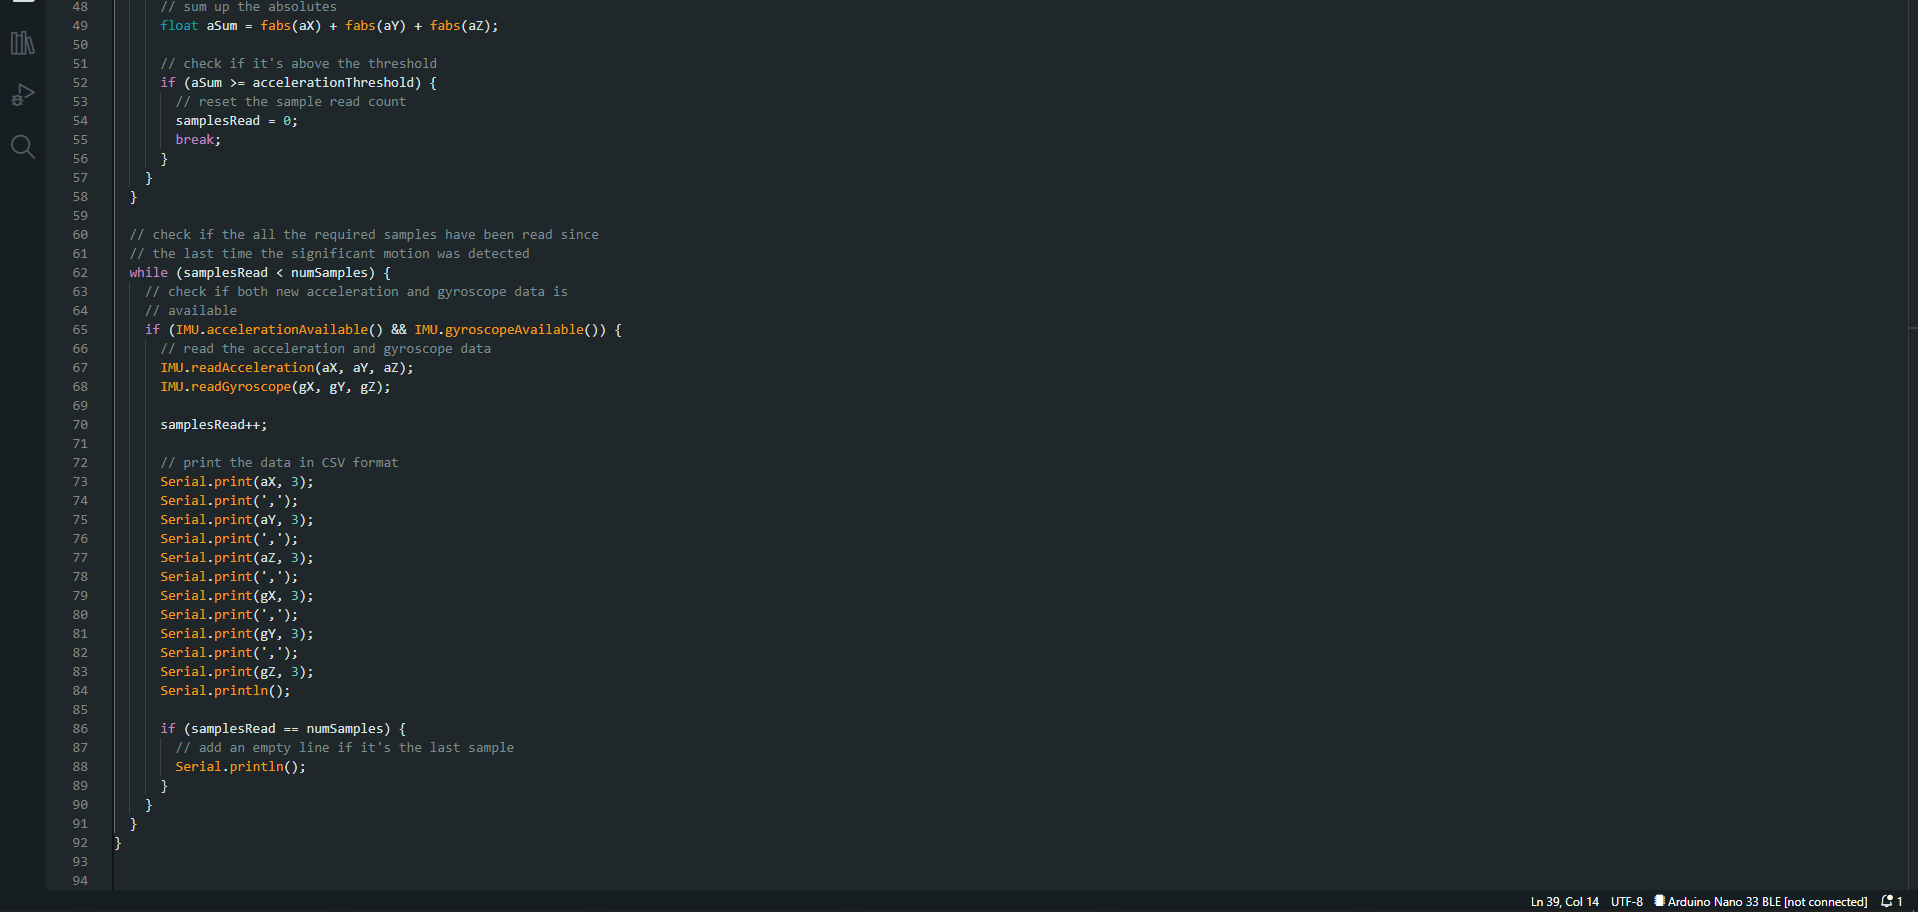 48 // sum up the absolutes
49 float aSum = fabs(aX) + fabs(aY) + fabs(aZ);
50
51 // check if it's above the threshold
52 if (aSum >= accelerationThreshold) {
53 // reset the sample read count
54 samplesRead = 0;
55 break;
56 }
57 }
58 }
59
60 // check if the all the required samples have been read since
61 // the last time the significant motion was detected
62 while (samplesRead < numSamples) {
63 // check if both new acceleration and gyroscope data is
64 // available
65 if (IMU.accelerationAvailable() && IMU.gyroscopeAvailable()) {
66 // read the acceleration and gyroscope data
67 IMU.readAcceleration(aX, aY, aZ);
68 IMU.readGyroscope(gX, gY, gZ);
69
70 samplesRead++;
71
72 // print the data in CSV format
73 Serial.print(aX, 3);
74 Serial.print(',');
75 Serial.print(aY, 3);
76 Serial.print(',');
77 Serial.print(aZ, 3);
78 Serial.print(',');
79 Serial.print(gX, 3);
80 Serial.print(',');
81 Serial.print(gY, 3);
82 Serial.print(',');
83 Serial.print(gZ, 3);
84 Serial.println();
85
86 if (samplesRead == numSamples) {
87 // add an empty line if it's the last sample
88 Serial.println();
89 }
90 }
91 }
92 }
93
94
Ln 39, Col 14 UTF-8 Arduino Nano 33 BLE [not connected] 1